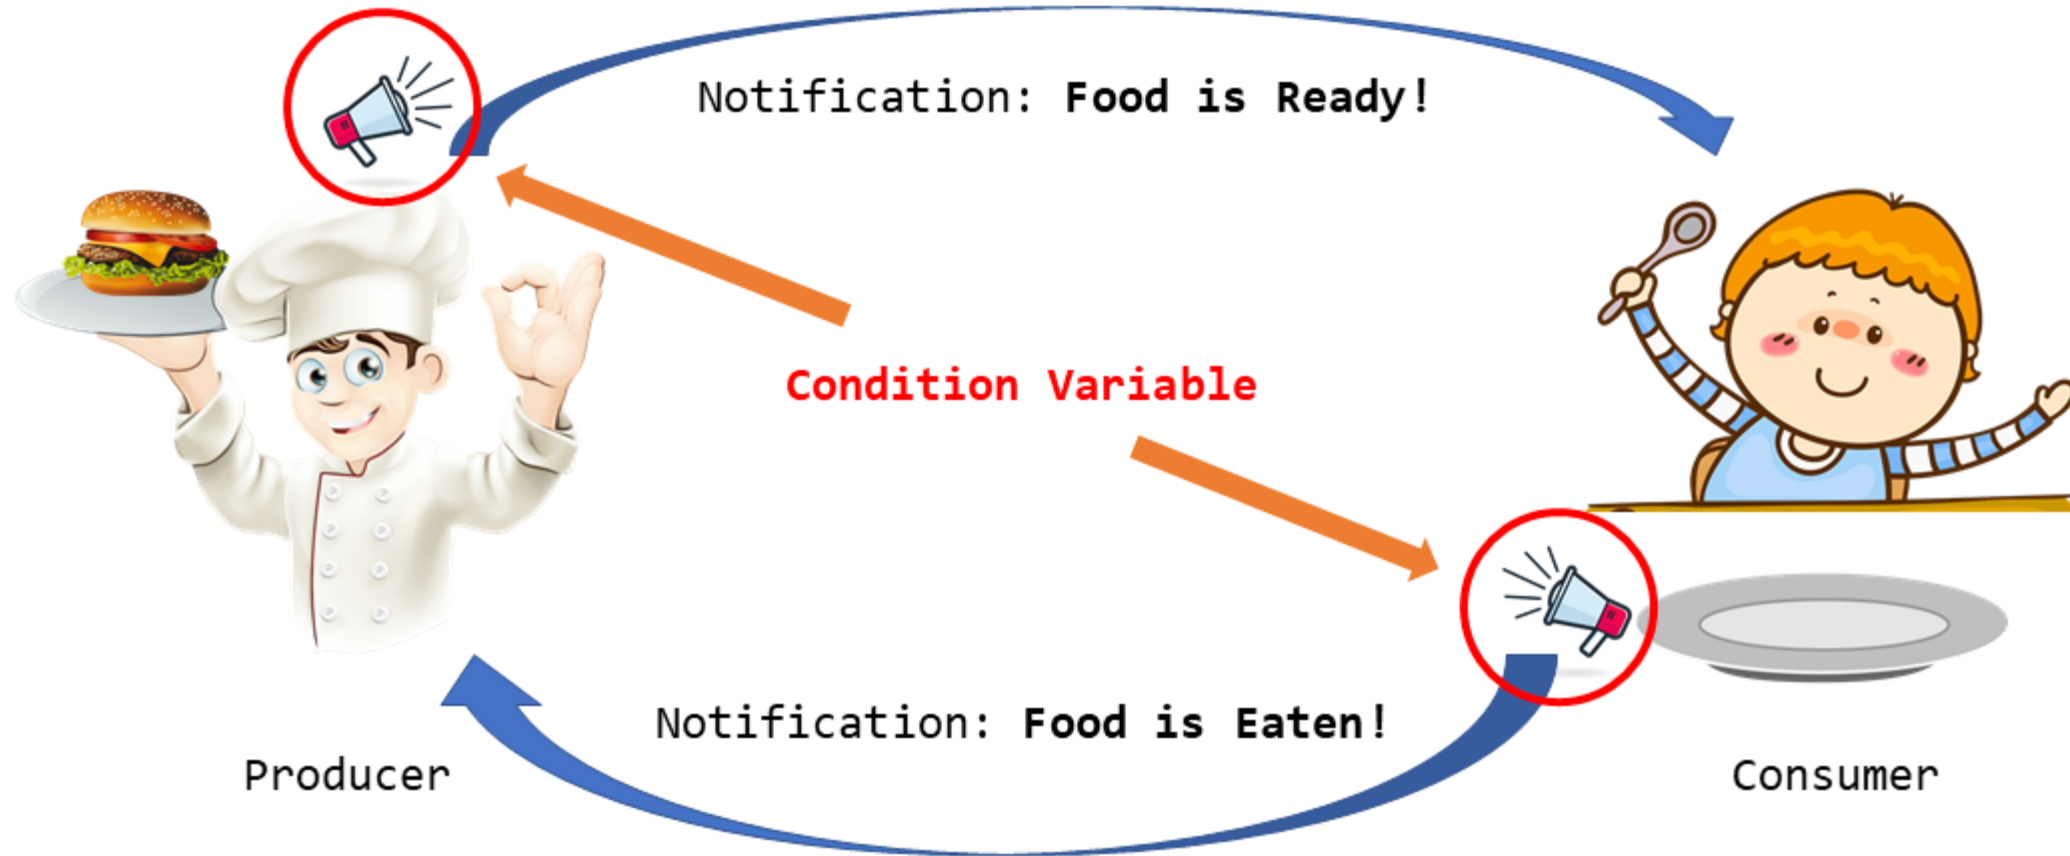 Notification: Food is Ready!
Condition Variable
Notification: Food is Eaten!
Producer
Consumer